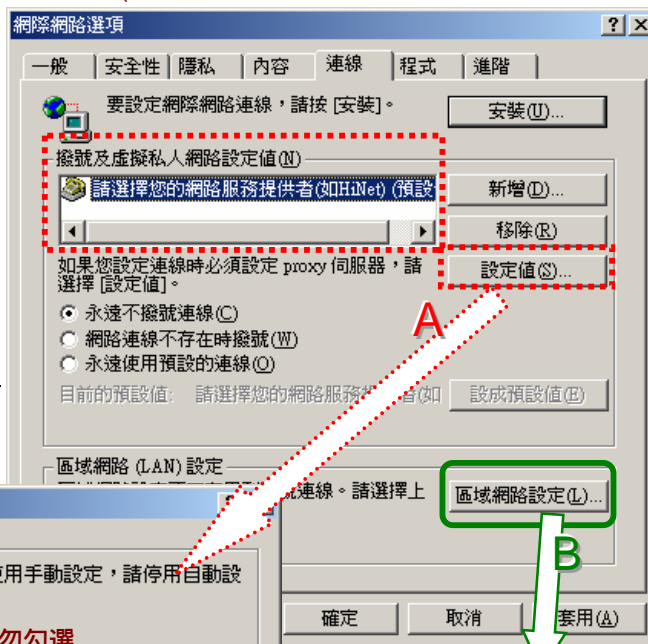 網際網路選項
一般 安全性 隱私 內容 連線 程式 進階
要設定網際網路連線，請按 [安裝]。
安裝(U)...
撥號及虛擬私人網路設定值(N)
請選擇您的網路服務提供者(如HiNet) (預設
新增(D)...
移除(R)
如果您設定連線時必須設定 proxy 伺服器，請
選擇 [設定值]。
設定值(S)...
A
永遠不撥號連線(C)
網路連線不存在時撥號(W)
永遠使用預設的連線(O)
目前的預設值: 請選擇您的網路服務提 者(如
設成預設值(E)
區域網路 (LAN) 設定
連線。請選擇上
區域網路設定(L)...
B
用手動設定，請停用自動設
勿勾選
確定 取消 套用(A)